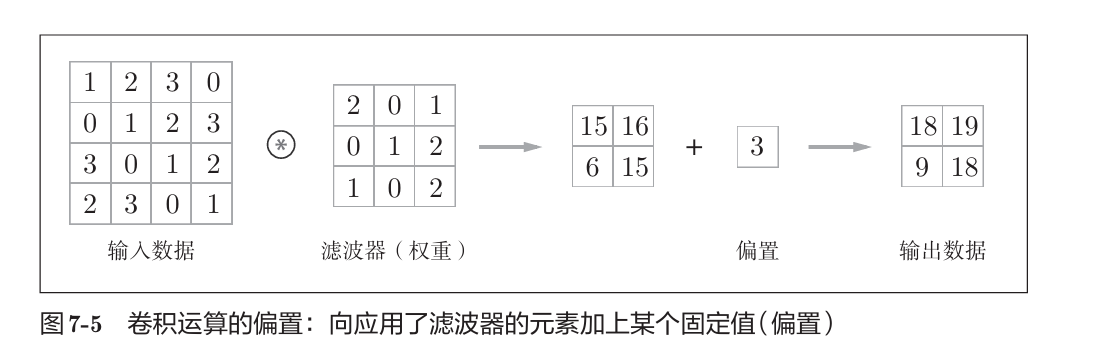 1 2 3 0
0 1 2 3
3 0 1 2
2 3 0 1
输入数据
⊛
2 0 1
0 1 2
1 0 2
滤波器（权重）
15 16
6 15
+
3
偏置
18 19
9 18
输出数据
图7-5 卷积运算的偏置：向应用了滤波器的元素加上某个固定值（偏置）